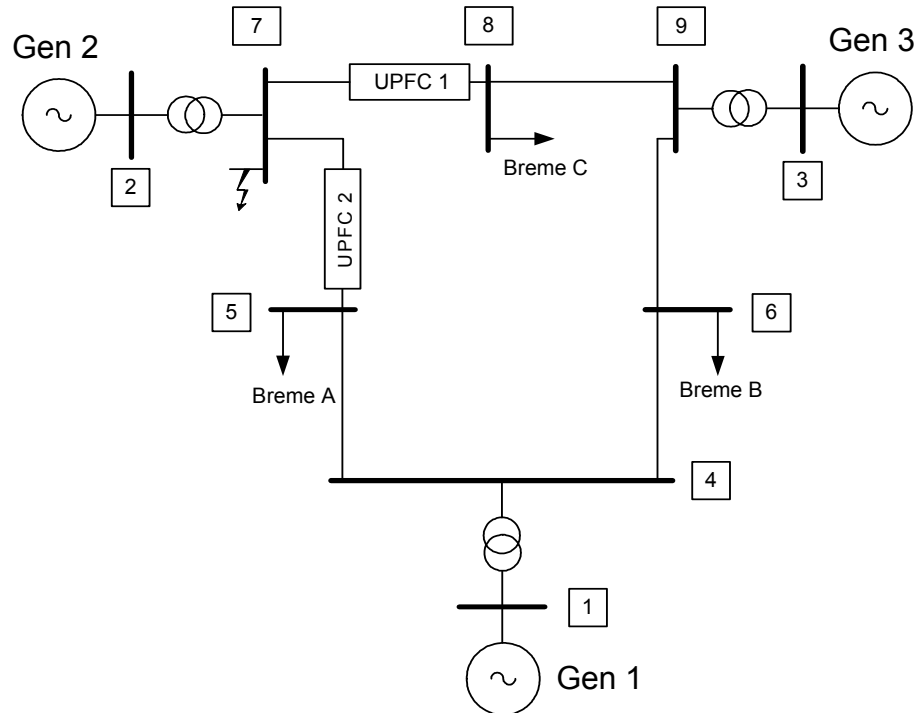 7
8
9
Gen 2
Gen 3
UPFC 1
Breme C
2
3
UPFC 2
5
6
Breme A
Breme B
4
1
Gen 1